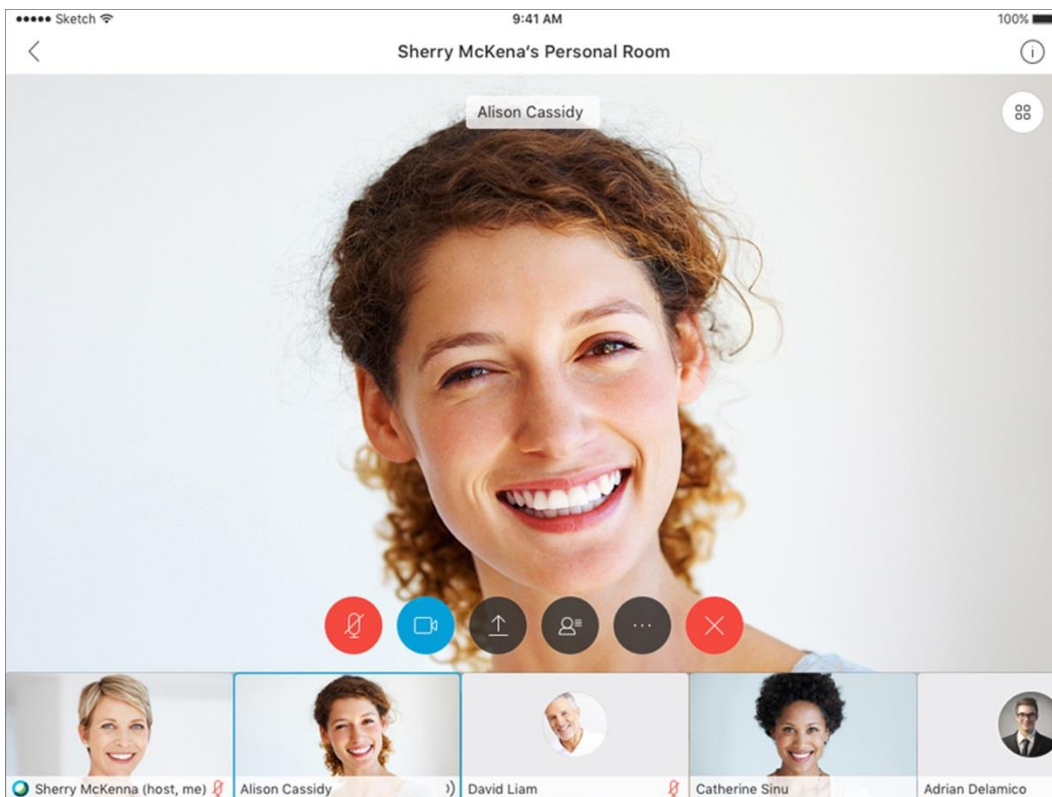 Sketch
9:41 AM
100%
Sherry McKena's Personal Room
Alison Cassidy
Sherry McKenna (host, me)
Alison Cassidy
David Liam
Catherine Sinu
Adrian Delamico